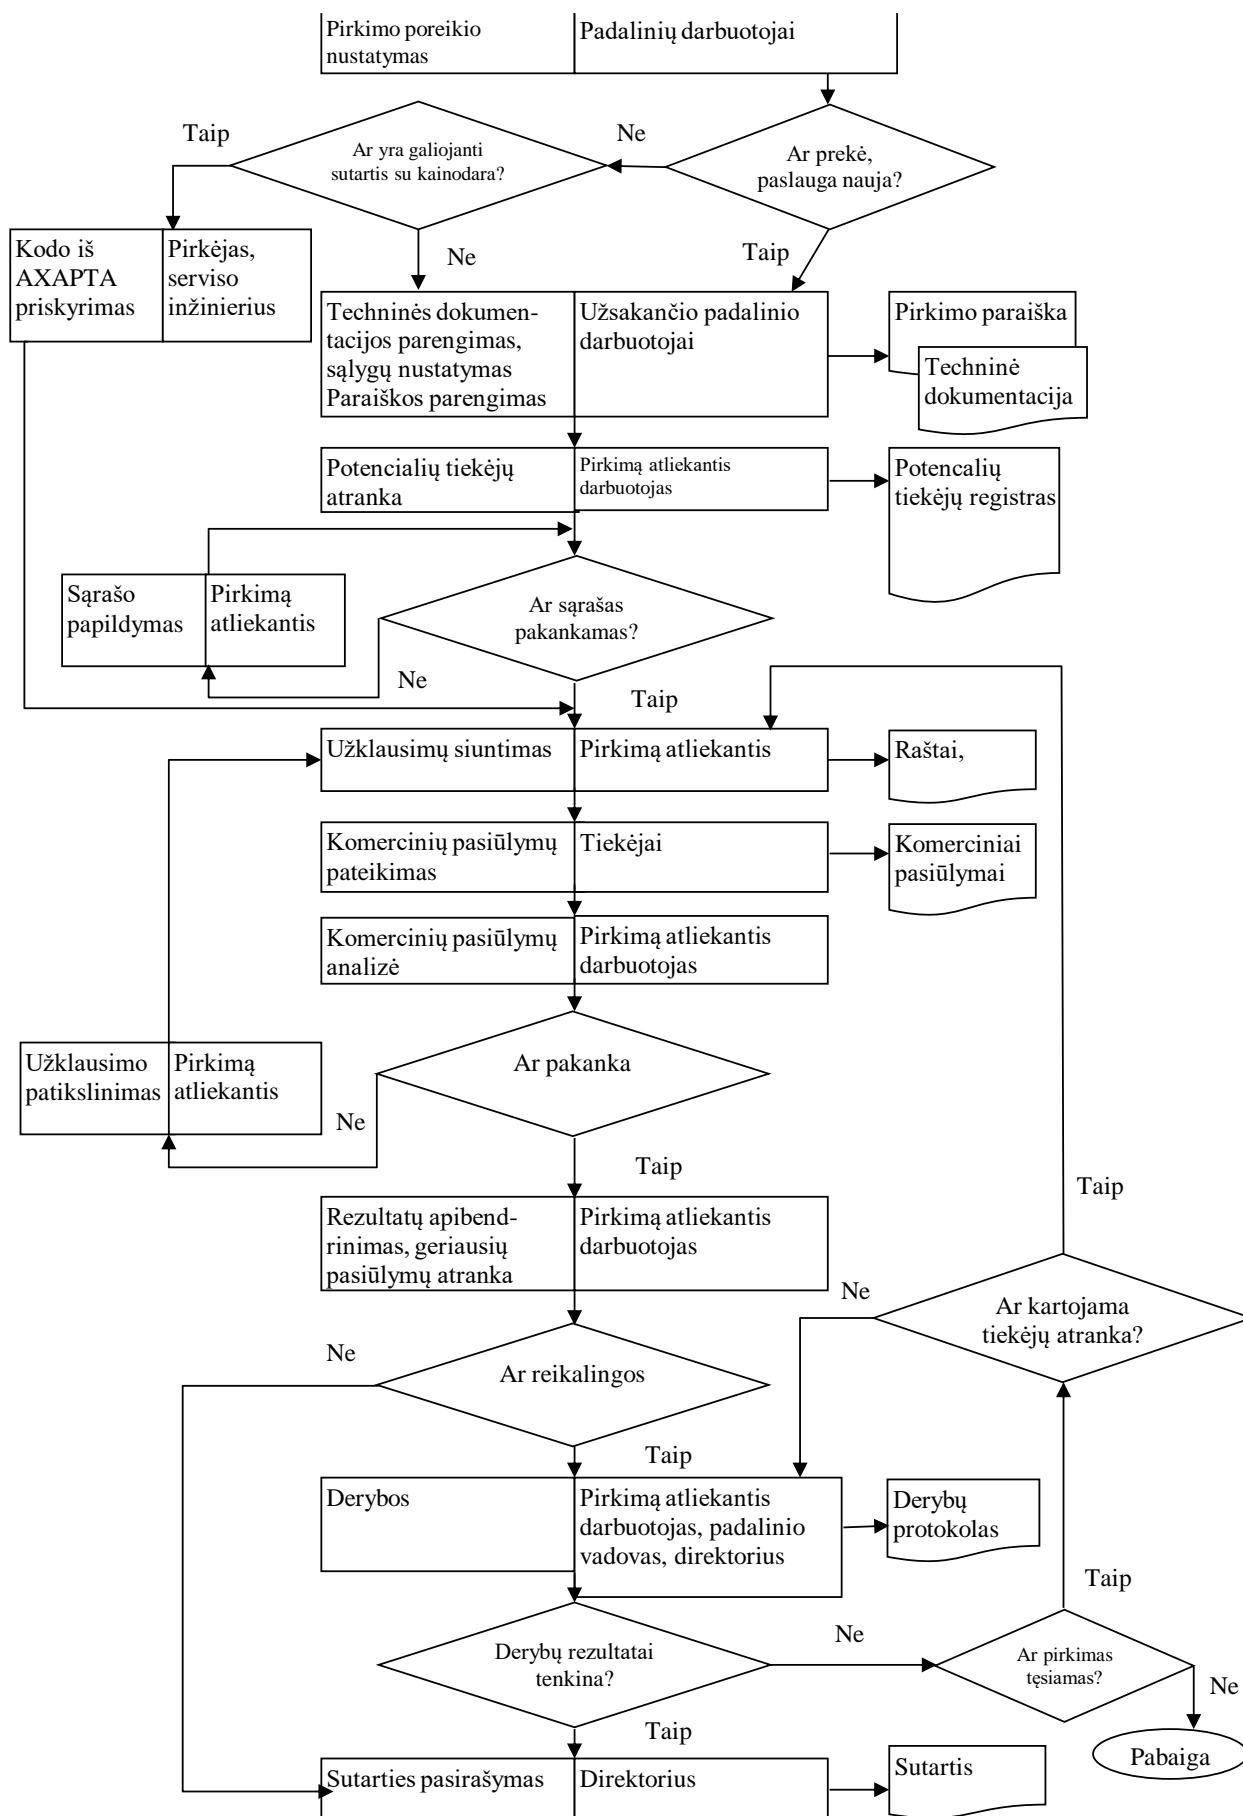 Pirkimo poreikio
nustatymas
Padalinių darbuotojai
Taip
Ne
Ar yra galiojanti
sutartis su kainodara?
Ar prekė,
paslauga nauja?
Kodo iš
AXAPTA
priskyrimas
Pirkėjas,
serviso
inžinierius
Ne
Taip
Techninės dokumen-
tacijos parengimas,
sąlygų nustatymas
Paraiškos parengimas
Užsakančio padalinio
darbuotojai
Pirkimo paraiška
Techninė
dokumentacija
Potencialių tiekėjų
atranka
Pirkimą atliekantis
darbuotojas
Potencalių
tiekėjų registras
Sąrašo
papildymas
Pirkimą
atliekantis
Ar sąrašas
pakankamas?
Ne
Taip
Užklausimų siuntimas
Pirkimą atliekantis
Raštai,
Komercinių pasiūlymų
pateikimas
Tiekėjai
Komerciniai
pasiūlymai
Komercinių pasiūlymų
analizė
Pirkimą atliekantis
darbuotojas
Užklausimo
patikslinimas
Pirkimą
atliekantis
Ar pakanka
Ne
Taip
Taip
Rezultatų apibend-
rinimas, geriausių
pasiūlymų atranka
Pirkimą atliekantis
darbuotojas
Ne
Ar kartojama
tiekėjų atranka?
Ne
Ar reikalingos
Taip
Derybos
Pirkimą atliekantis
darbuotojas, padalinio
vadovas, direktorius
Derybų
protokolas
Taip
Derybų rezultatai
tenkina?
Ne
Ar pirkimas
tęsiamas?
Ne
Taip
Pabaiga
Sutarties pasirašymas
Direktorius
Sutartis